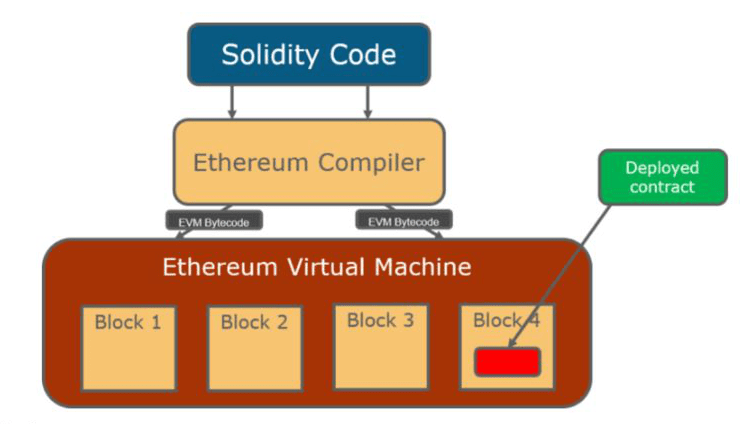 Solidity Code
Ethereum Compiler
Deployed
contract
EVM Bytecode
EVM Bytecode
Ethereum Virtual Machine
Block 1
Block 2
Block 3
Block 4